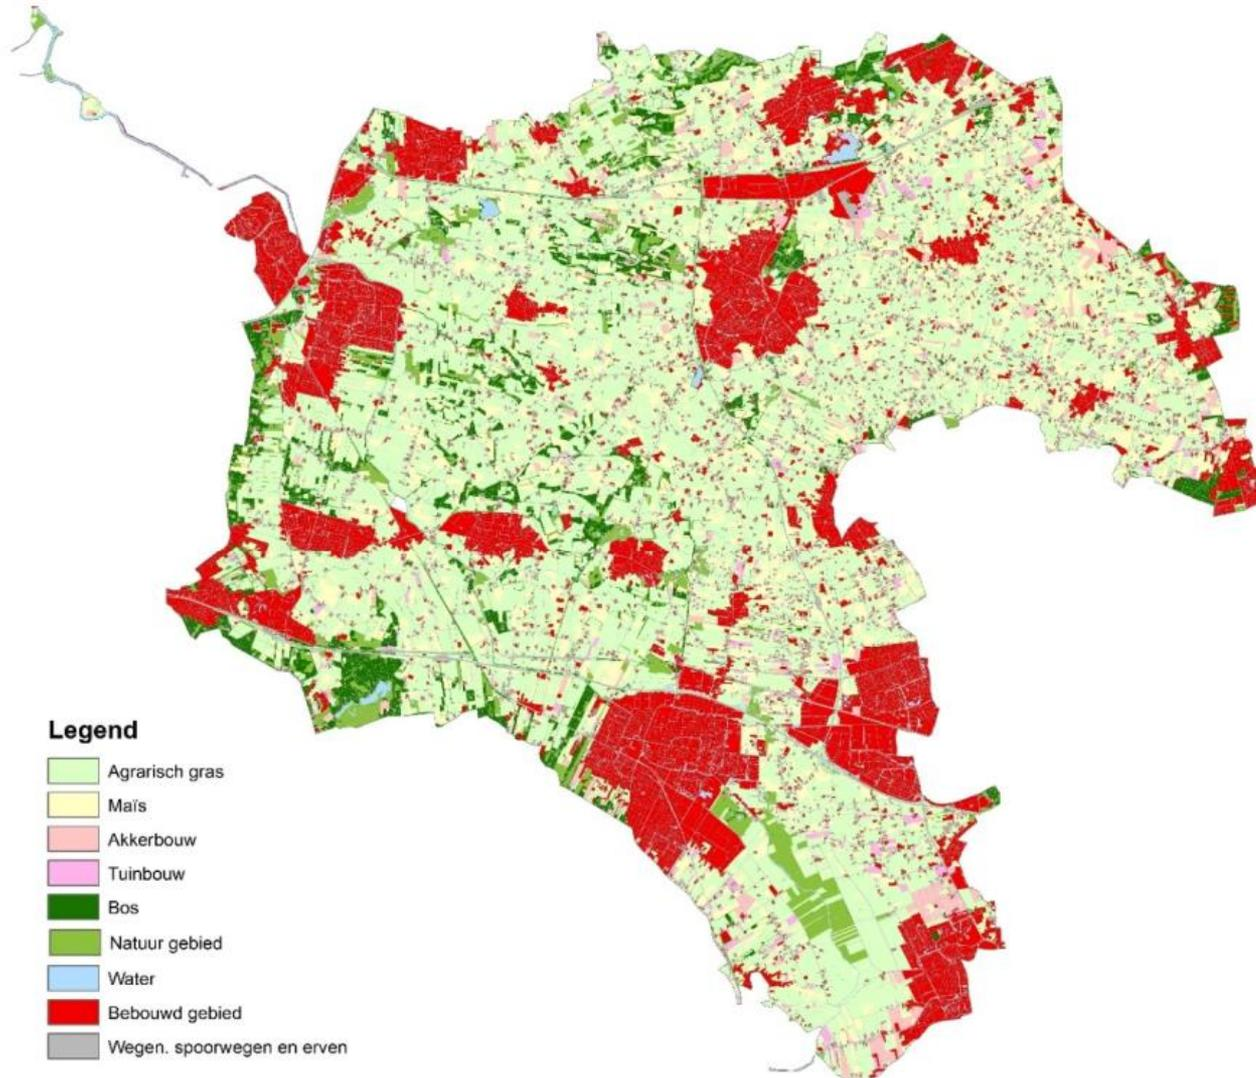 Legend
Agrarisch gras
Maïs
Akkerbouw
Tuinbouw
Bos
Natuur gebied
Water
Bebouwd gebied
Wegen. spoorwegen en erven